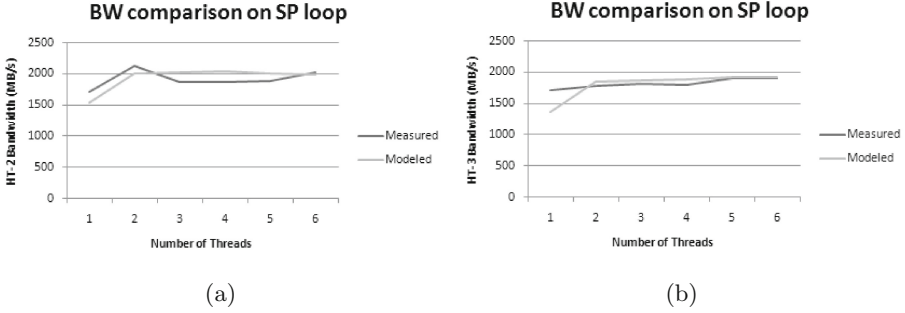 BW comparison on SP loop
HT-2 Bandwidth (MB/s)
2500
2000
1500
1000
500
0
1 2 3 4 5 6
Number of Threads
Measured
Modeled
(a)
BW comparison on SP loop
HT-3 Bandwidth (MB/s)
2500
2000
1500
1000
500
0
1 2 3 4 5 6
Number of Threads
Measured
Modeled
(b)